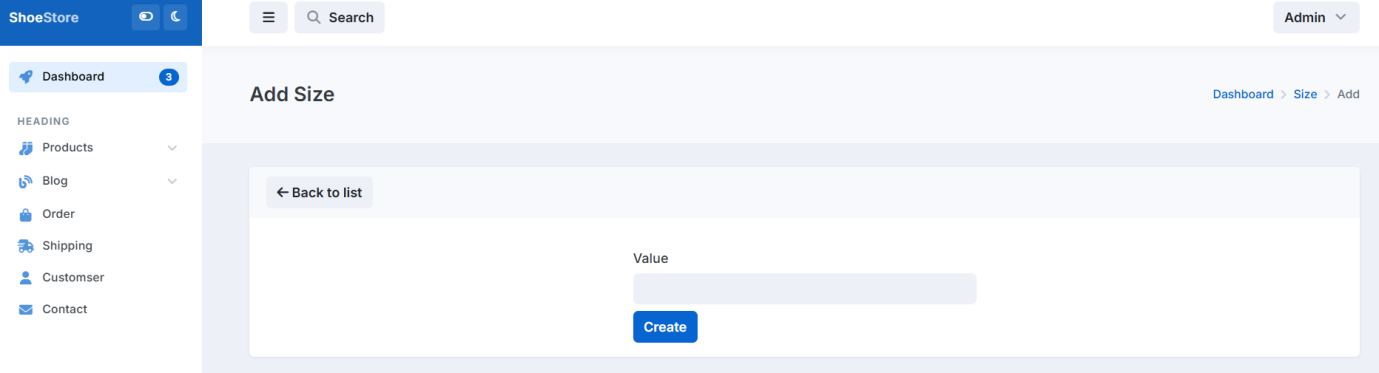 ShoeStore
Search
Admin
Dashboard 3
HEADING
Products
Blog
Order
Shipping
Customser
Contact
Add Size
Dashboard > Size > Add
← Back to list
Value
Create